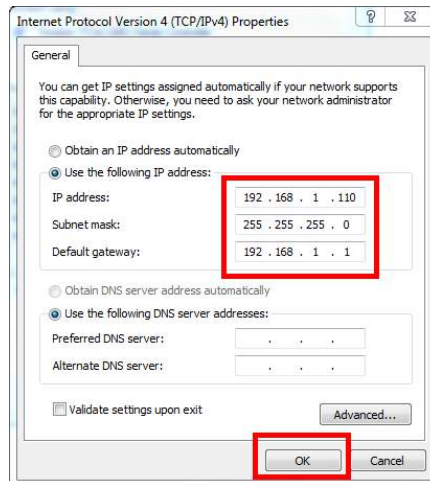 Internet Protocol Version 4 (TCP/IPv4) Properties
General
You can get IP settings assigned automatically if your network supports
this capability. Otherwise, you need to ask your network administrator
for the appropriate IP settings.
Obtain an IP address automatically
Use the following IP address:
IP address: 192 . 168 . 1 . 110
Subnet mask: 255 . 255 . 255 . 0
Default gateway: 192 . 168 . 1 . 1
Obtain DNS server address automatically
Use the following DNS server addresses:
Preferred DNS server: . . .
Alternate DNS server: . . .
Validate settings upon exit
Advanced...
OK Cancel